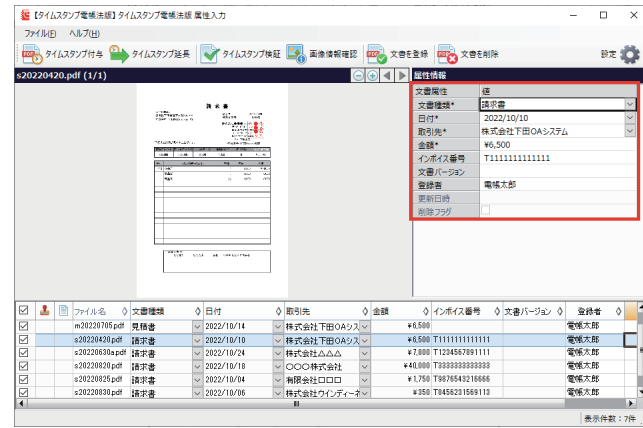 【タイムスタンプ電帳法版】タイムスタンプ電帳法版 属性入力
ファイル(F) ヘルプ(H)
タイムスタンプ付与 タイムスタンプ延長 タイムスタンプ検証 画像情報確認 文書を登録 文書を削除 設定
s20220420.pdf (1/1) 属性情報
文書属性 値
文書種類* 請求書
日付* 2022/10/10
取引先* 株式会社下田OAシステム
金額* ¥6,500
インボイス番号 T1111111111111
文書バージョン
登録者 電帳太郎
更新日時
削除フラグ
請求書
ファイル名 文書種類 日付 取引先 金額 インボイス番号 文書バージョン 登録者
m20220705.pdf 見積書 2022/10/14 株式会社下田OAシス ¥6,500 電帳太郎
s20220420.pdf 請求書 2022/10/10 株式会社下田OAシス ¥6,500 T1111111111111 電帳太郎
s20220630a.pdf 請求書 2022/10/24 株式会社△△△ ¥7,800 T1234567891111 電帳太郎
s20220820.pdf 請求書 2022/10/18 〇〇〇株式会社 ¥40,000 T3333333333333 電帳太郎
s20220825.pdf 請求書 2022/10/04 有限会社□□□ ¥1,750 T9876543216666 電帳太郎
s20220830.pdf 請求書 2022/10/06 株式会社ウインディーネッ ¥350 T8456231569113 電帳太郎
表示件数：7件